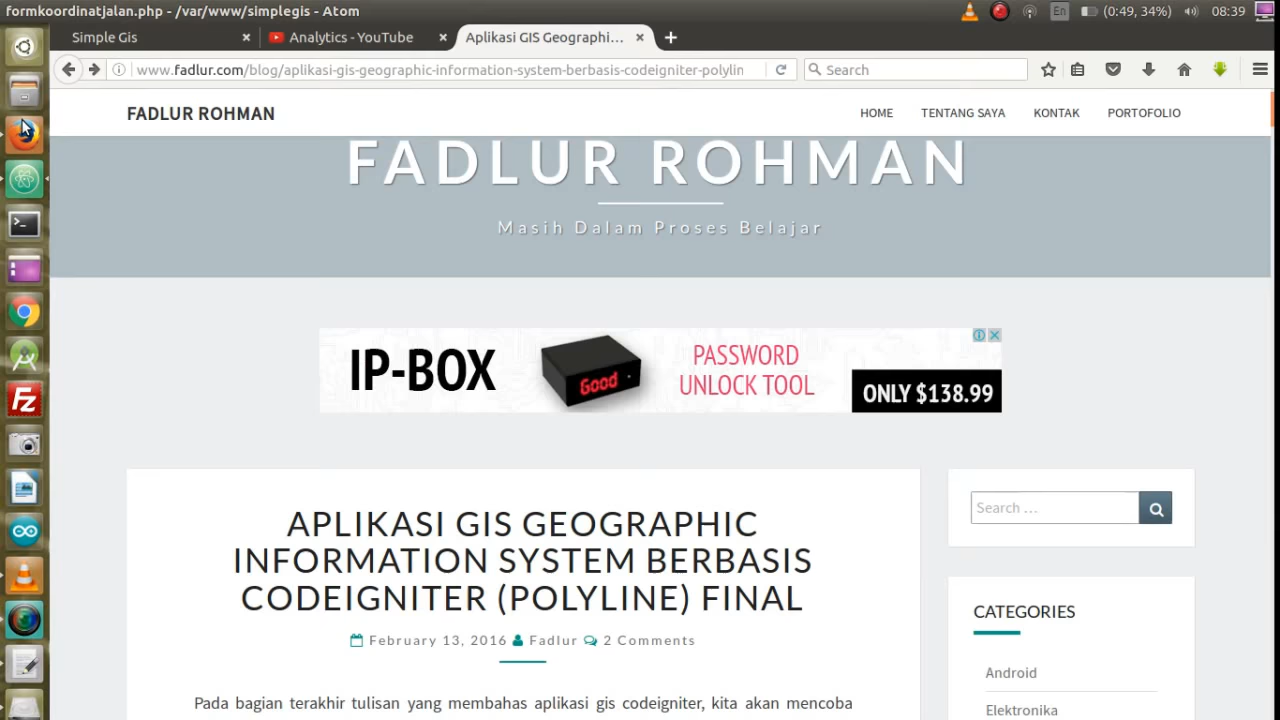 formkoordinatjalan.php - /var/www/simplegis - Atom
En
(0:49, 34%)
08:39
Simple Gis
Analytics - YouTube
Aplikasi GIS Geographi...
www.fadlur.com/blog/aplikasi-gis-geographic-information-system-berbasis-codeigniter-polylin
Search
FADLUR ROHMAN
HOME
TENTANG SAYA
KONTAK
PORTOFOLIO
FADLUR ROHMAN
Masih Dalam Proses Belajar
IP-BOX
Good
PASSWORD
UNLOCK TOOL
ONLY $138.99
APLIKASI GIS GEOGRAPHIC
INFORMATION SYSTEM BERBASIS
CODEIGNITER (POLYLINE) FINAL
February 13, 2016 Fadlur 2 Comments
Pada bagian terakhir tulisan yang membahas aplikasi gis codeigniter, kita akan mencoba
Search …
CATEGORIES
Android
Elektronika